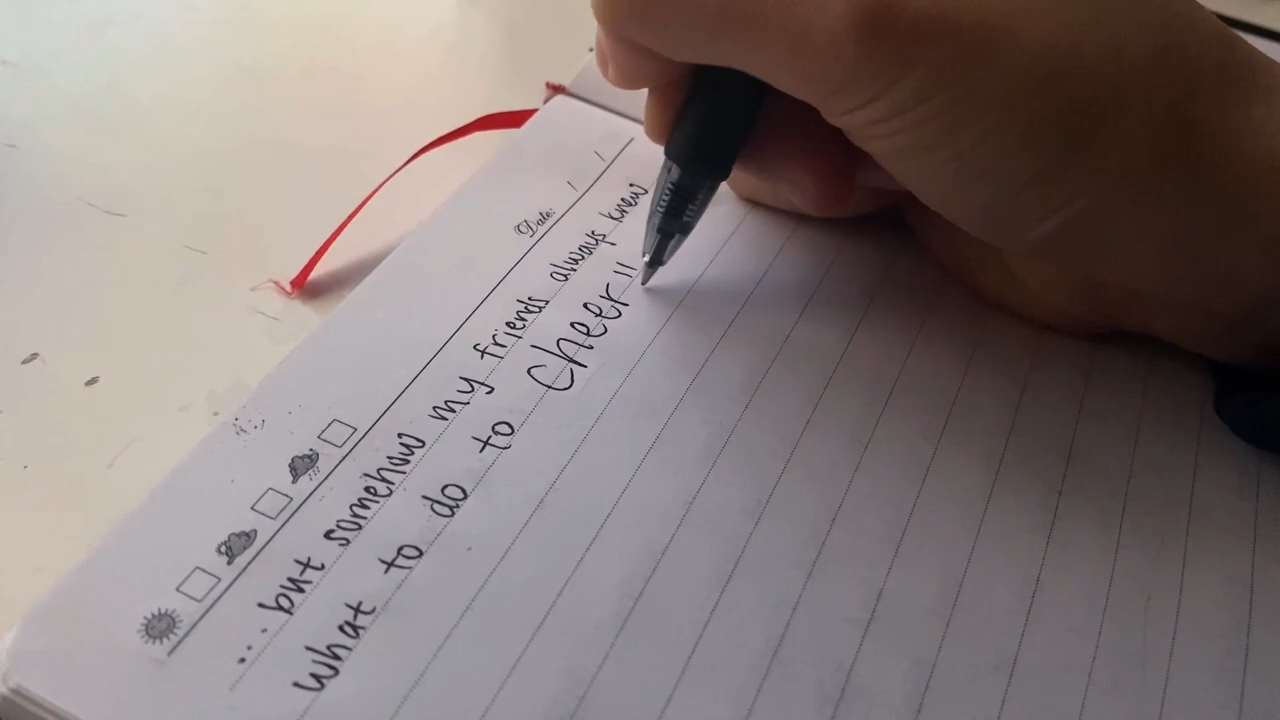 Date: / /
...but somehow my friends always knew
what to do to cheer !!